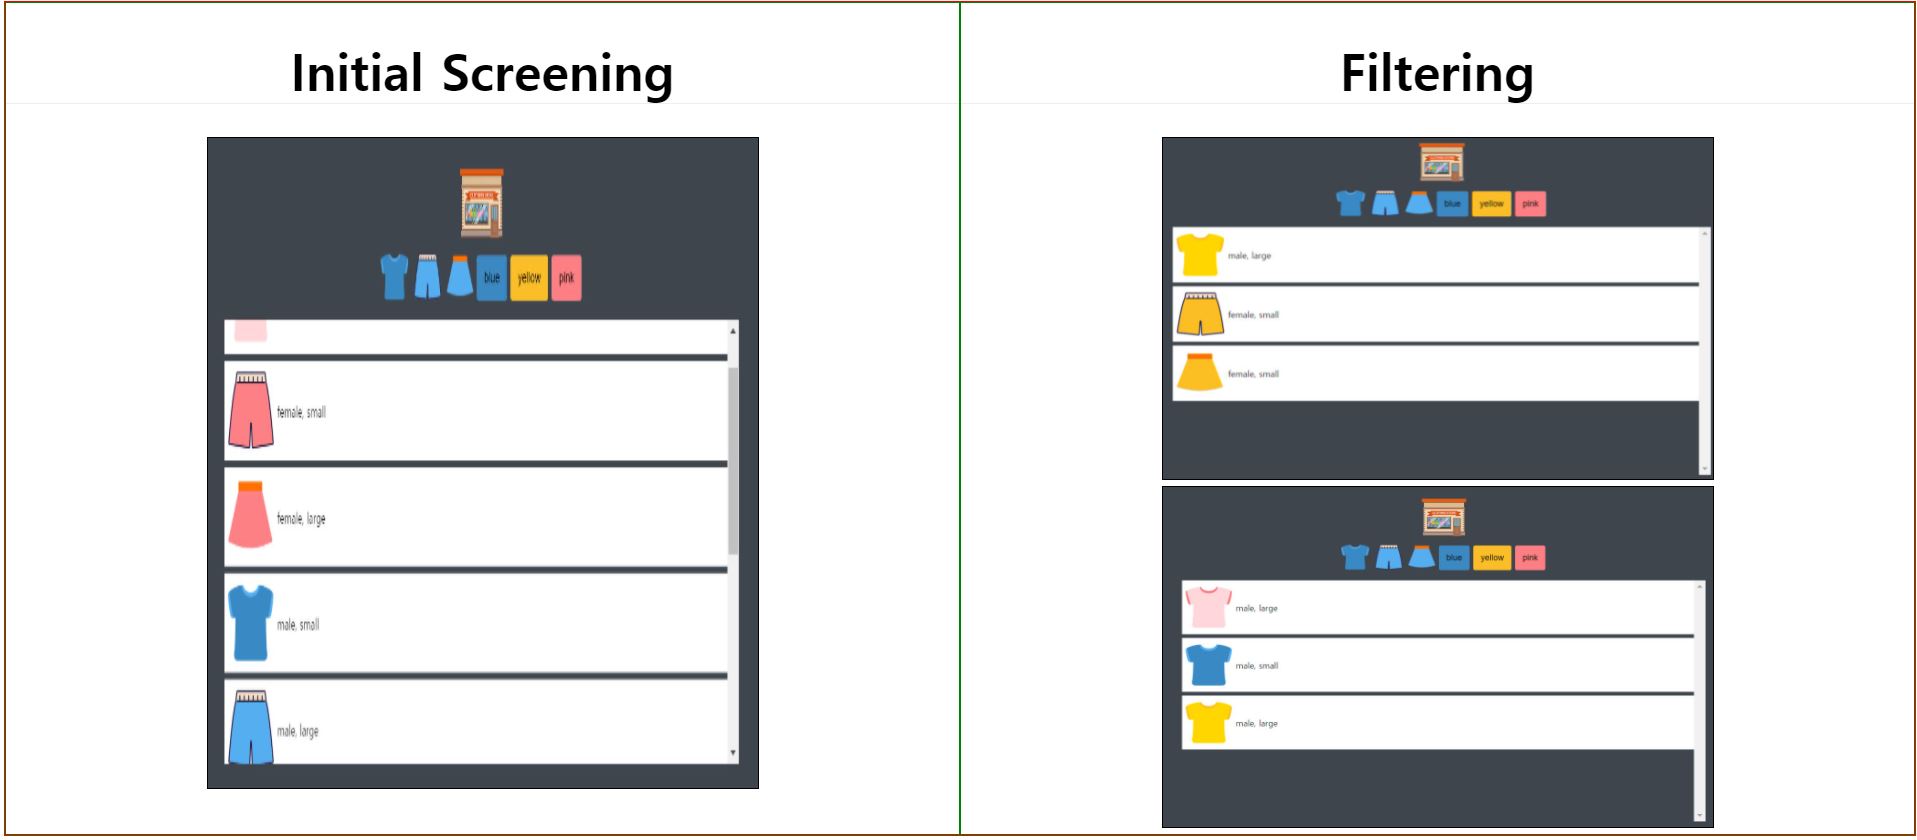 Initial Screening
blue yellow pink
female, small
female, large
male, small
male, large
Filtering
blue yellow pink
male, large
female, small
female, small
blue yellow pink
male, large
male, small
male, large